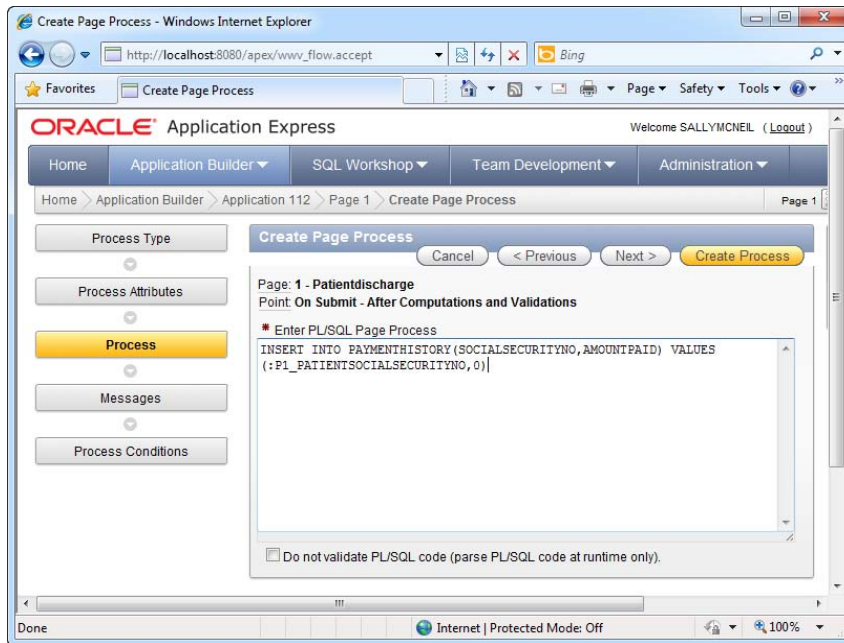 Create Page Process - Windows Internet Explorer
http://localhost:8080/apex/wwv_flow.accept
Bing
Favorites
Create Page Process
Page
Safety
Tools
ORACLE Application Express
Welcome SALLYMCNEIL ( Logout )
Home
Application Builder
SQL Workshop
Team Development
Administration
Home
Application Builder
Application 112
Page 1
Create Page Process
Page 1
Process Type
Process Attributes
Process
Messages
Process Conditions
Create Page Process
Cancel
< Previous
Next >
Create Process
Page: 1 - Patientdischarge
Point: On Submit - After Computations and Validations
* Enter PL/SQL Page Process
INSERT INTO PAYMENTHISTORY(SOCIALSECURITYNO,AMOUNTPAID) VALUES
(:P1_PATIENTSOCIALSECURITYNO,0)
Do not validate PL/SQL code (parse PL/SQL code at runtime only).
Done
Internet | Protected Mode: Off
100%